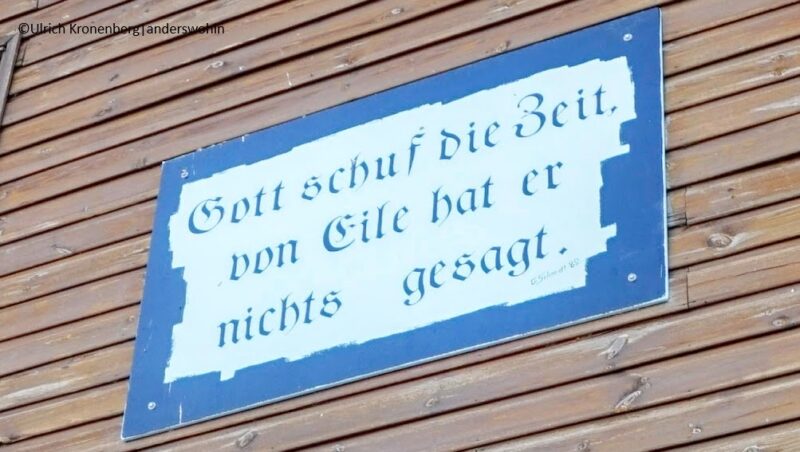 ©Ulrich Kronenberg|anderswohin
Gott schuf die Zeit,
von Eile hat er
nichts gesagt.